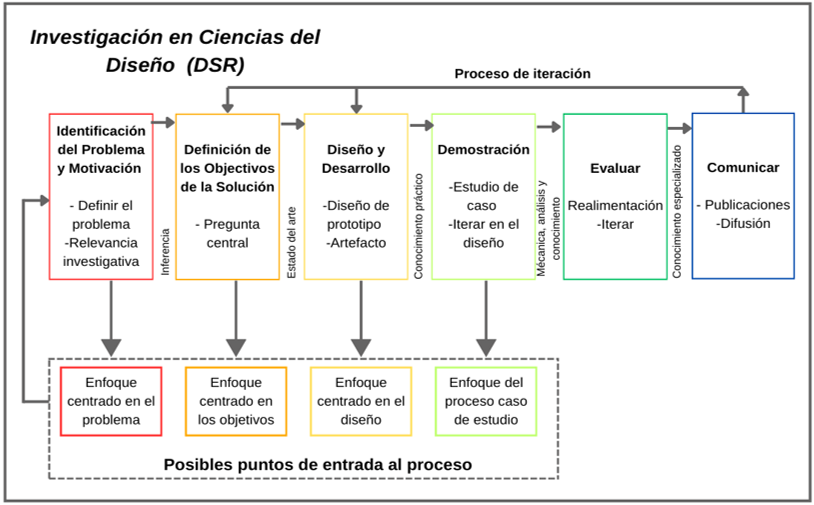 Investigación en Ciencias del
Diseño (DSR)
Proceso de iteración
Identificación
del Problema
y Motivación
- Definir el
problema
-Relevancia
investigativa
Inferencia
Definición de
los Objectivos
de la Solución
- Pregunta
central
Estado del arte
Diseño y
Desarrollo
-Diseño de
prototipo
-Artefacto
Conocimiento práctico
Demostración
-Estudio de
caso
-Iterar en el
diseño
Mécanica, análisis y
conocimiento
Evaluar
Realimentación
-Iterar
Conocimiento especializado
Comunicar
- Publicaciones
-Difusión
Enfoque
centrado en el
problema
Enfoque
centrado en
los objetivos
Enfoque
centrado en el
diseño
Enfoque del
proceso caso
de estudio
Posibles puntos de entrada al proceso